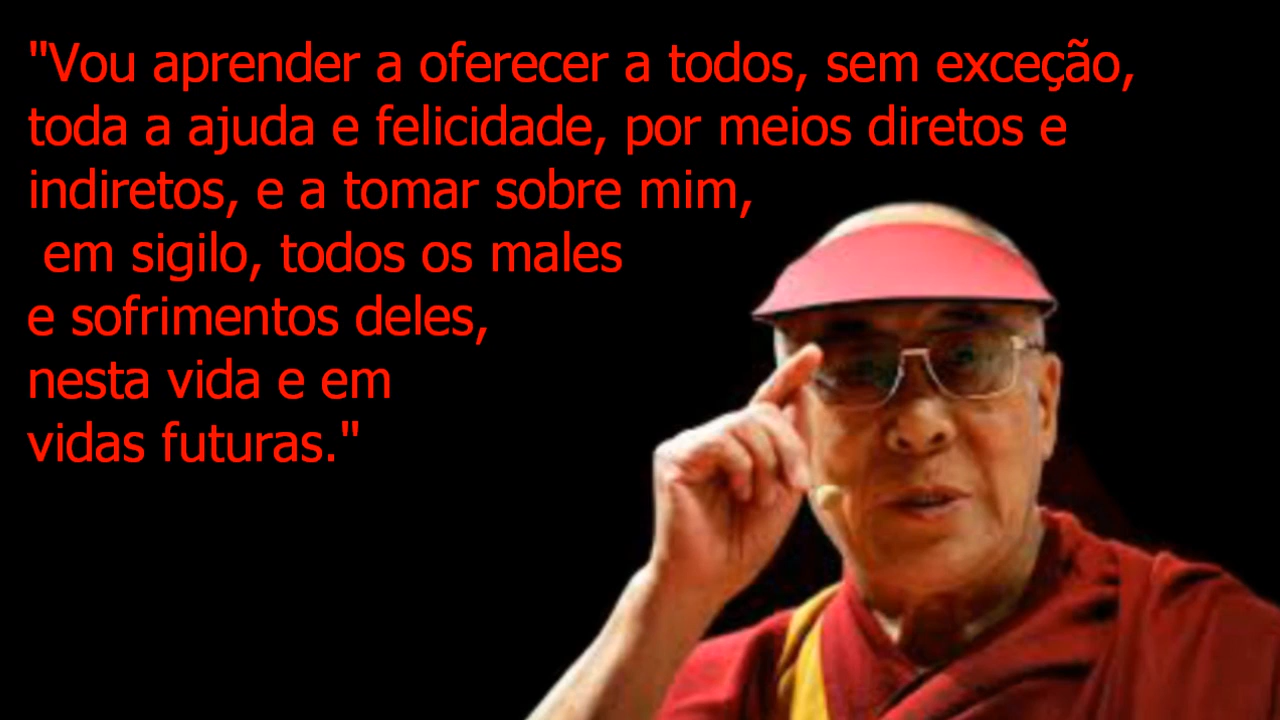 "Vou aprender a oferecer a todos, sem exceção,
toda a ajuda e felicidade, por meios diretos e
indiretos, e a tomar sobre mim,
em sigilo, todos os males
e sofrimentos deles,
nesta vida e em
vidas futuras."